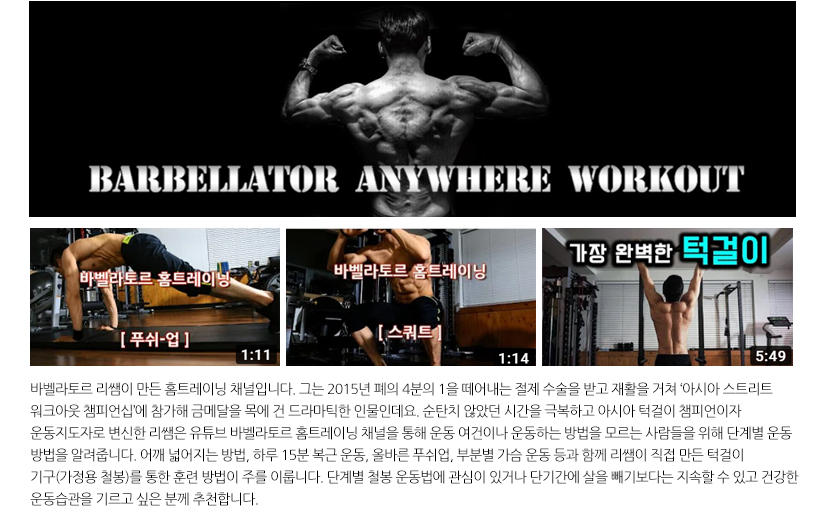 BARBELLATOR ANYWHERE WORKOUT
바벨라토르 홈트레이닝
[ 푸쉬-업 ]
1:11
바벨라토르 홈트레이닝
[ 스쿼트 ]
1:14
가장 완벽한 턱걸이
5:49
바벨라토르 리쌤이 만든 홈트레이닝 채널입니다. 그는 2015년 폐의 4분의 1을 떼어내는 절제 수술을 받고 재활을 거쳐 ‘아시아 스트리트
워크아웃 챔피언십’에 참가해 금메달을 목에 건 드라마틱한 인물인데요. 순탄치 않았던 시간을 극복하고 아시아 턱걸이 챔피언이자
운동지도자로 변신한 리쌤은 유튜브 바벨라토르 홈트레이닝 채널을 통해 운동 여건이나 운동하는 방법을 모르는 사람들을 위해 단계별 운동
방법을 알려줍니다. 어깨 넓어지는 방법, 하루 15분 복근 운동, 올바른 푸쉬업, 부분별 가슴 운동 등과 함께 리쌤이 직접 만든 턱걸이
기구(가정용 철봉)를 통한 훈련 방법이 주를 이룹니다. 단계별 철봉 운동법에 관심이 있거나 단기간에 살을 빼기보다는 지속할 수 있고 건강한
운동습관을 기르고 싶은 분께 추천합니다.